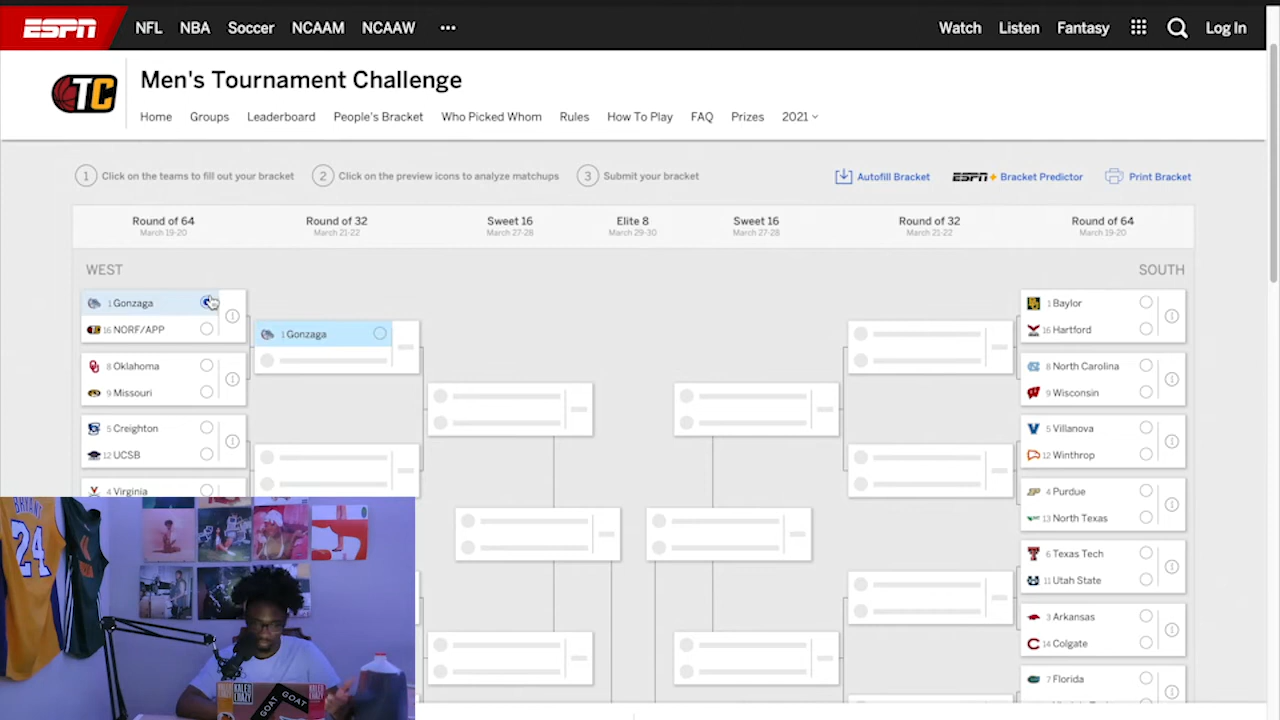 ESPN NFL NBA Soccer NCAAM NCAAW ••• Watch Listen Fantasy Log In
TC
Men's Tournament Challenge
Home Groups Leaderboard People's Bracket Who Picked Whom Rules How To Play FAQ Prizes 2021
1 Click on the teams to fill out your bracket 2 Click on the preview icons to analyze matchups 3 Submit your bracket Autofill Bracket ESPN+ Bracket Predictor Print Bracket
Round of 64 Round of 32 Sweet 16 Elite 8 Sweet 16 Round of 32 Round of 64
March 19-20 March 21-22 March 27-28 March 29-30 March 27-28 March 21-22 March 19-20
WEST SOUTH
1 Gonzaga
16 NORF/APP
1 Gonzaga
8 Oklahoma
9 Missouri
5 Creighton
12 UCSB
4 Virginia
1 Baylor
16 Hartford
8 North Carolina
9 Wisconsin
5 Villanova
12 Winthrop
4 Purdue
13 North Texas
6 Texas Tech
11 Utah State
3 Arkansas
14 Colgate
7 Florida
BRYANT
24
KALEO
CRAZY
GOAT GOAT